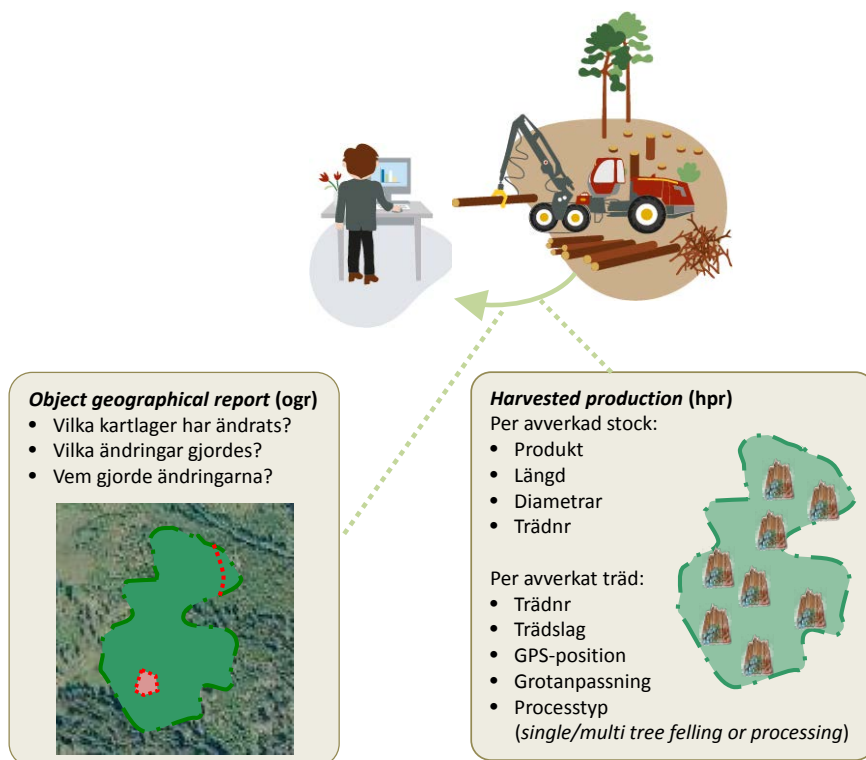 Object geographical report (ogr)
• Vilka kartlager har ändrats?
• Vilka ändringar gjordes?
• Vem gjorde ändringarna?
Harvested production (hpr)
Per avverkad stock:
• Produkt
• Längd
• Diametrar
• Trädnr
Per avverkat träd:
• Trädnr
• Trädslag
• GPS-position
• Grotanpassning
• Processtyp
(single/multi tree felling or processing)